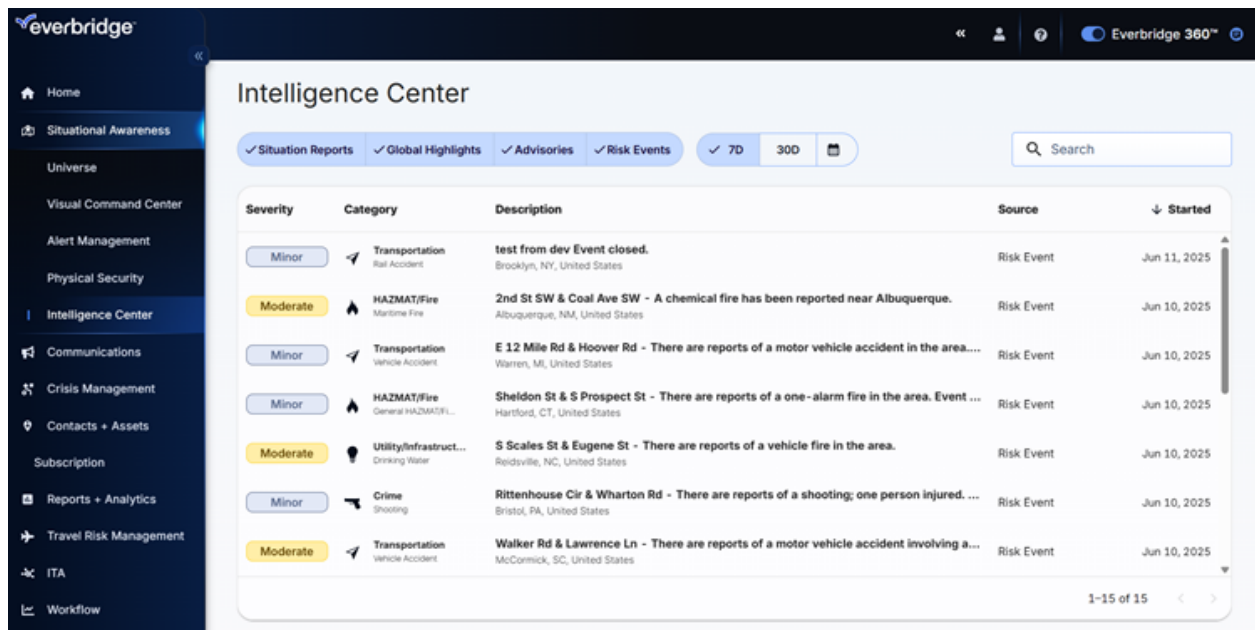 everbridge
«
« Everbridge 360™
Home
Situational Awareness
Universe
Visual Command Center
Alert Management
Physical Security
Intelligence Center
Communications
Crisis Management
Contacts + Assets
Subscription
Reports + Analytics
Travel Risk Management
ITA
Workflow
Intelligence Center
Situation Reports Global Highlights Advisories Risk Events 7D 30D Search
Severity Category Description Source Started
Minor Transportation test from dev Event closed. Risk Event Jun 11, 2025
Rail Accident Brooklyn, NY, United States
Moderate HAZMAT/Fire 2nd St SW & Coal Ave SW - A chemical fire has been reported near Albuquerque. Risk Event Jun 10, 2025
Maritime Fire Albuquerque, NM, United States
Minor Transportation E 12 Mile Rd & Hoover Rd - There are reports of a motor vehicle accident in the area.... Risk Event Jun 10, 2025
Vehicle Accident Warren, MI, United States
Minor HAZMAT/Fire Sheldon St & S Prospect St - There are reports of a one-alarm fire in the area. Event ... Risk Event Jun 10, 2025
General HAZMAT/Fi... Hartford, CT, United States
Moderate Utility/Infrastruct... S Scales St & Eugene St - There are reports of a vehicle fire in the area. Risk Event Jun 10, 2025
Drinking Water Reidsville, NC, United States
Minor Crime Rittenhouse Cir & Wharton Rd - There are reports of a shooting; one person injured. ... Risk Event Jun 10, 2025
Shooting Bristol, PA, United States
Moderate Transportation Walker Rd & Lawrence Ln - There are reports of a motor vehicle accident involving a... Risk Event Jun 10, 2025
Vehicle Accident McCormick, SC, United States
1-15 of 15